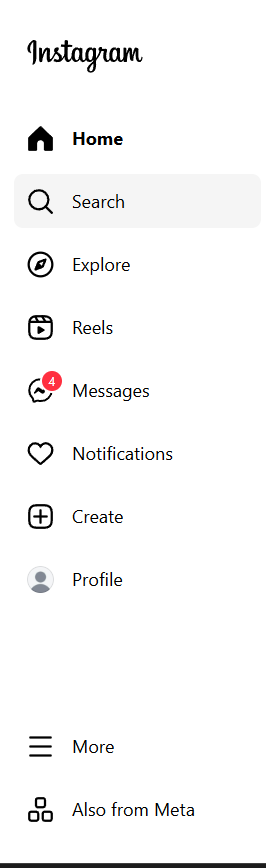 Instagram
Home
Search
Explore
Reels
4
Messages
Notifications
Create
Profile
More
Also from Meta